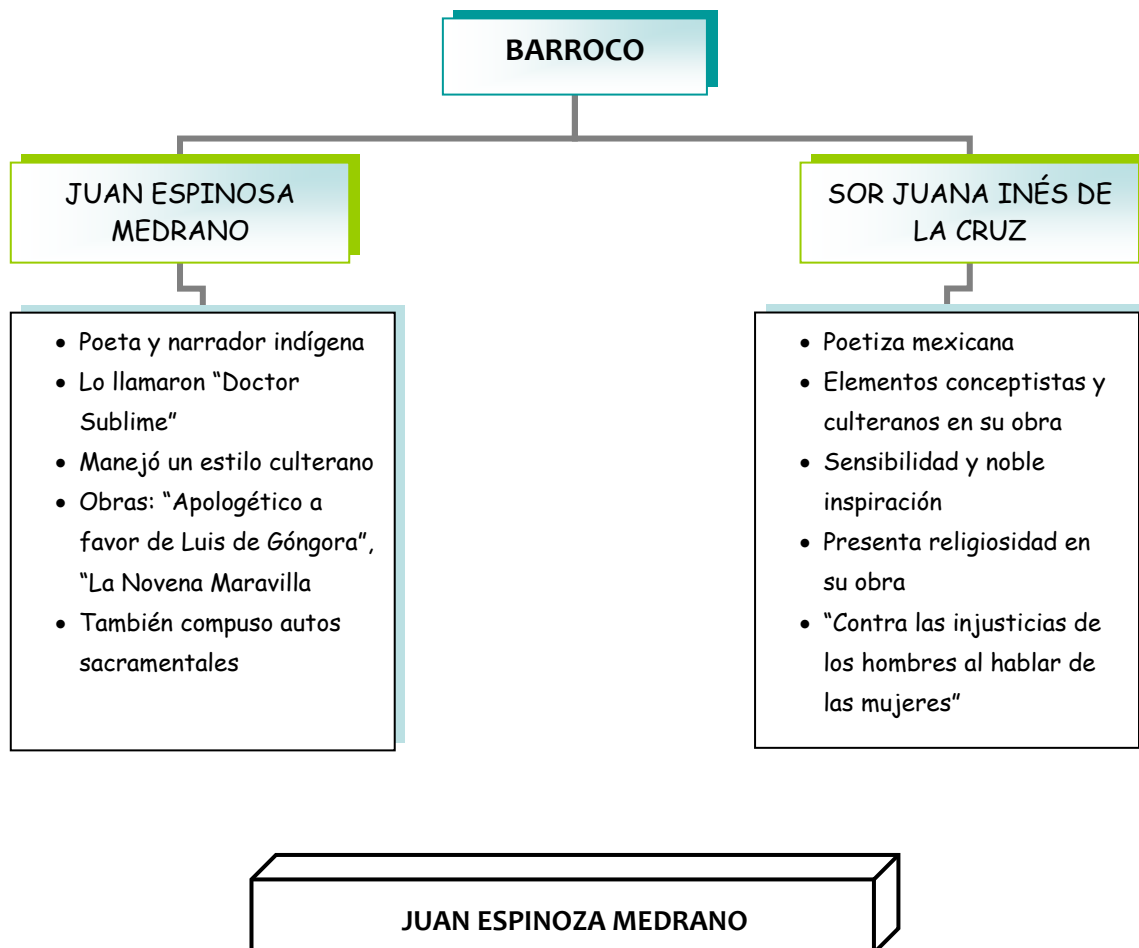 BARROCO
JUAN ESPINOSA
MEDRANO
• Poeta y narrador indígena
• Lo llamaron “Doctor
Sublime”
• Manejó un estilo culterano
• Obras: “Apologético a
favor de Luis de Góngora”,
“La Novena Maravilla
• También compuso autos
sacramentales
SOR JUANA INÉS DE
LA CRUZ
• Poetiza mexicana
• Elementos conceptistas y
culteranos en su obra
• Sensibilidad y noble
inspiración
• Presenta religiosidad en
su obra
• “Contra las injusticias de
los hombres al hablar de
las mujeres”
JUAN ESPINOZA MEDRANO